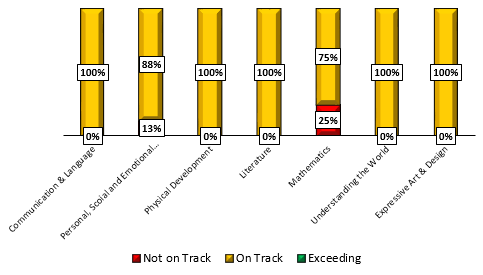 88%
75%
100%
100%
100%
100%
100%
13%
25%
0%
0%
0%
0%
0%
Communication & Language
Personal, Scoial and Emotional...
Physical Development
Literature
Mathematics
Understanding the World
Expressive Art & Design
Not on Track
On Track
Exceeding